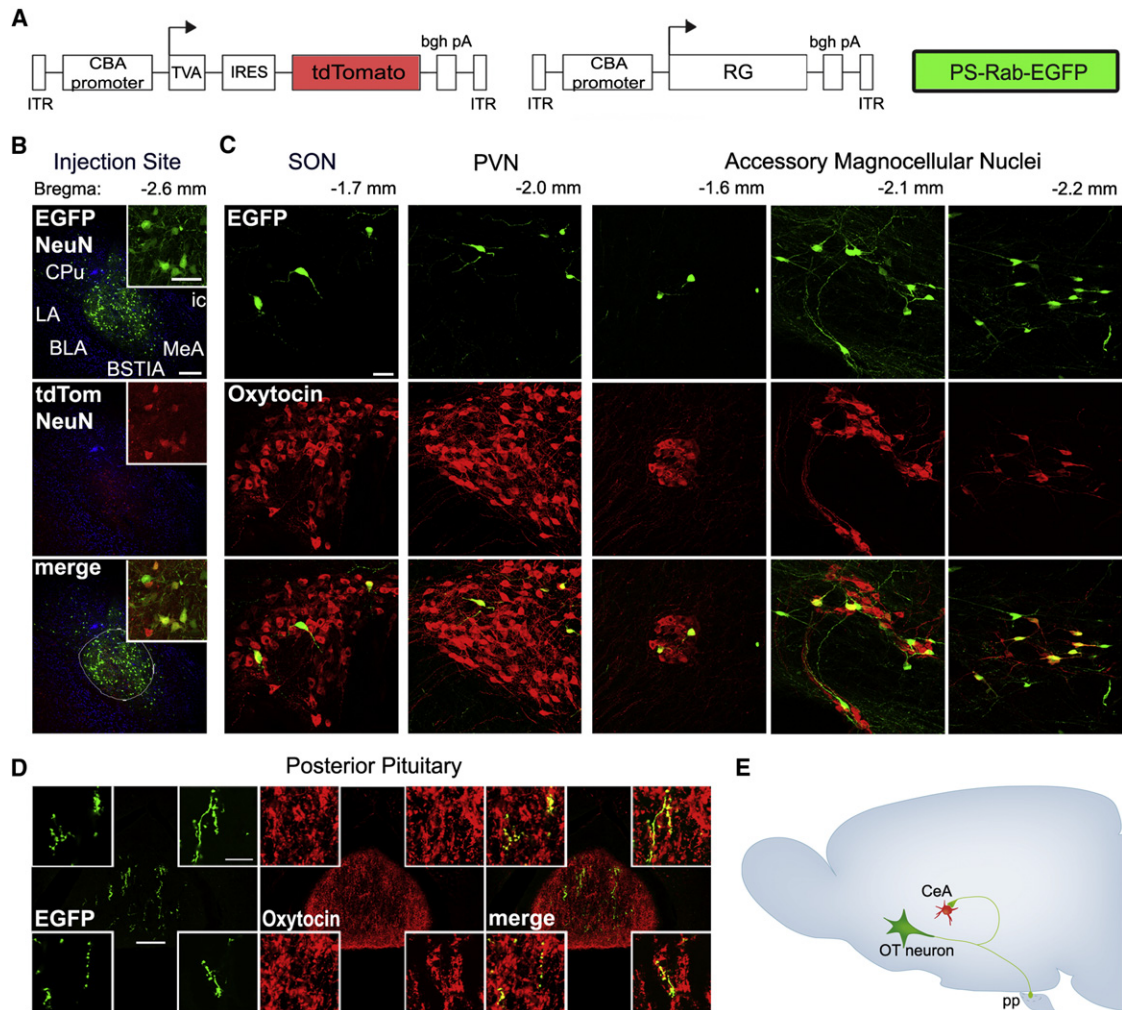 A
CBA promoter TVA IRES tdTomato bgh pA
ITR ITR
CBA promoter RG bgh pA
ITR ITR
PS-Rab-EGFP
B
Injection Site
Bregma: -2.6 mm
EGFP
NeuN
CPu
ic
LA
BLA
MeA
BSTIA
tdTom
NeuN
merge
C
SON PVN Accessory Magnocellular Nuclei
-1.7 mm -2.0 mm -1.6 mm -2.1 mm -2.2 mm
EGFP
Oxytocin
D
Posterior Pituitary
EGFP Oxytocin merge
E
CeA
OT neuron
pp